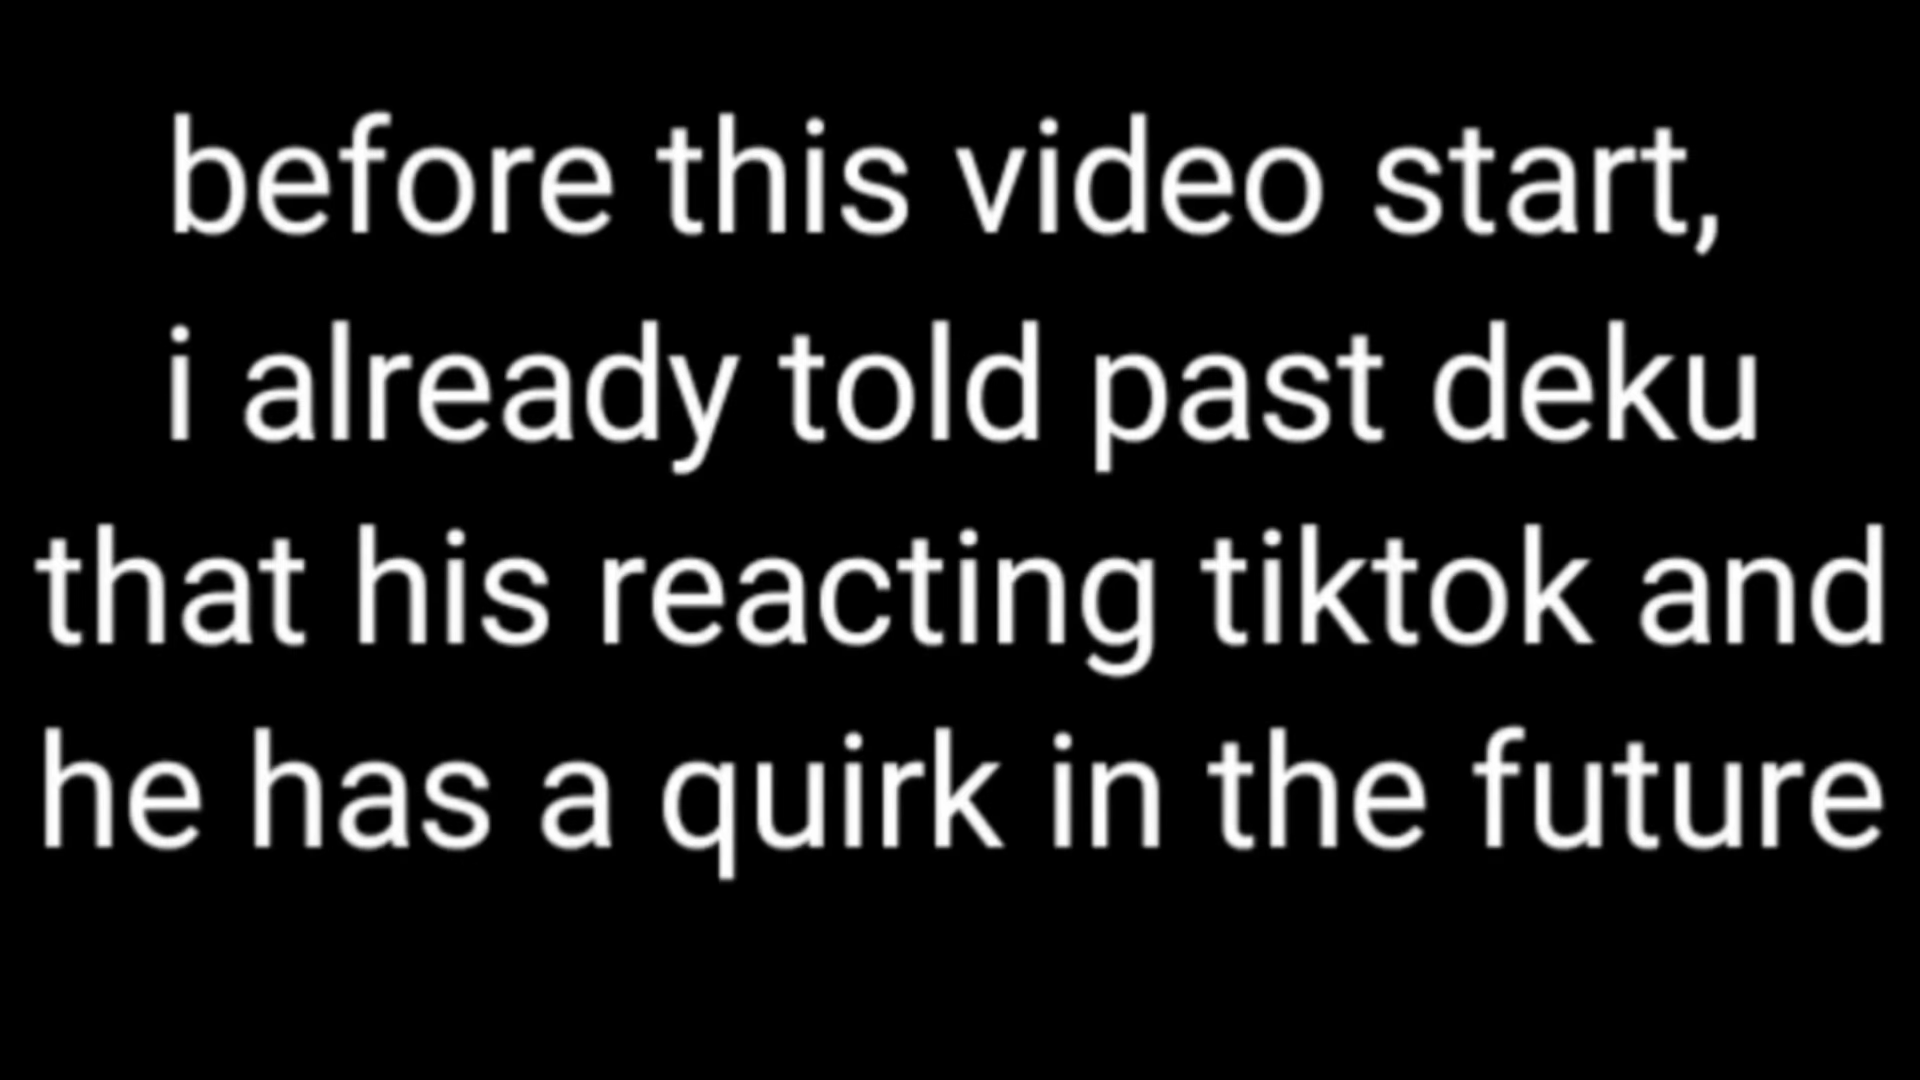 before this video start,
i already told past deku
that his reacting tiktok and
he has a quirk in the future